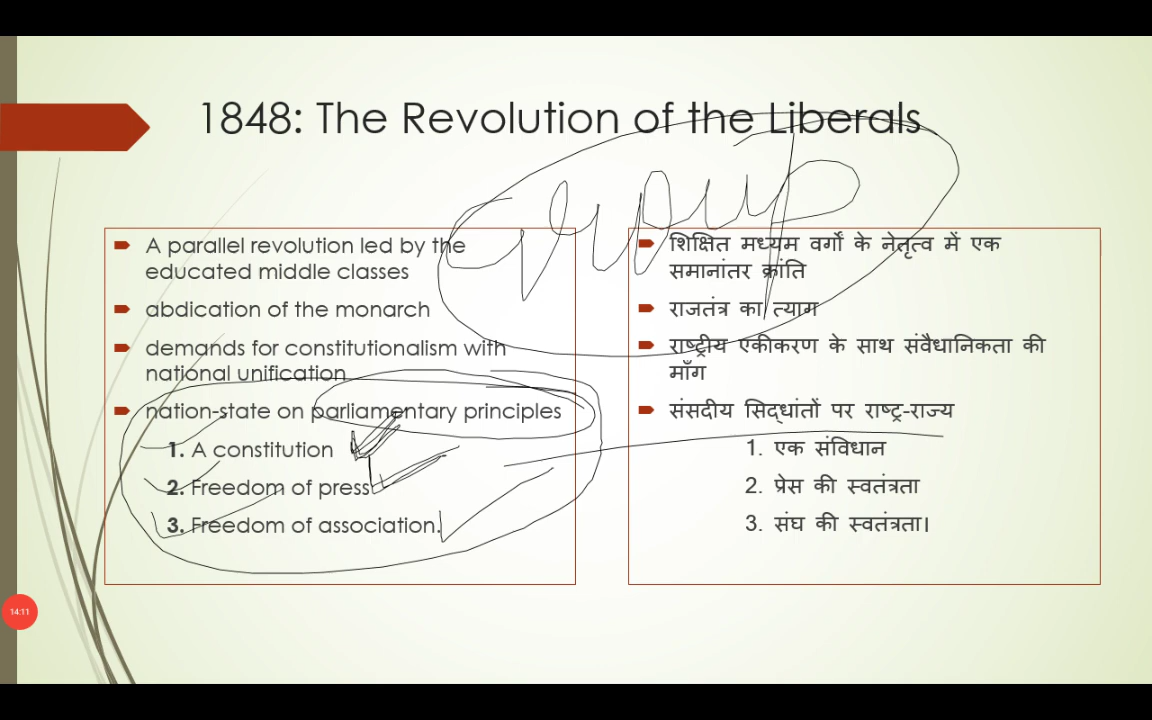 1848: The Revolution of the Liberals
group
A parallel revolution led by the
educated middle classes
abdication of the monarch
demands for constitutionalism with
national unification
nation-state on parliamentary principles
1. A constitution
2. Freedom of press
3. Freedom of association.
शिक्षित मध्यम वर्गों के नेतृत्व में एक
समानांतर क्रांति
राजतंत्र का त्याग
राष्ट्रीय एकीकरण के साथ संवैधानिकता की
माँग
संसदीय सिद्धांतों पर राष्ट्र-राज्य
1. एक संविधान
2. प्रेस की स्वतंत्रता
3. संघ की स्वतंत्रता।
14:11